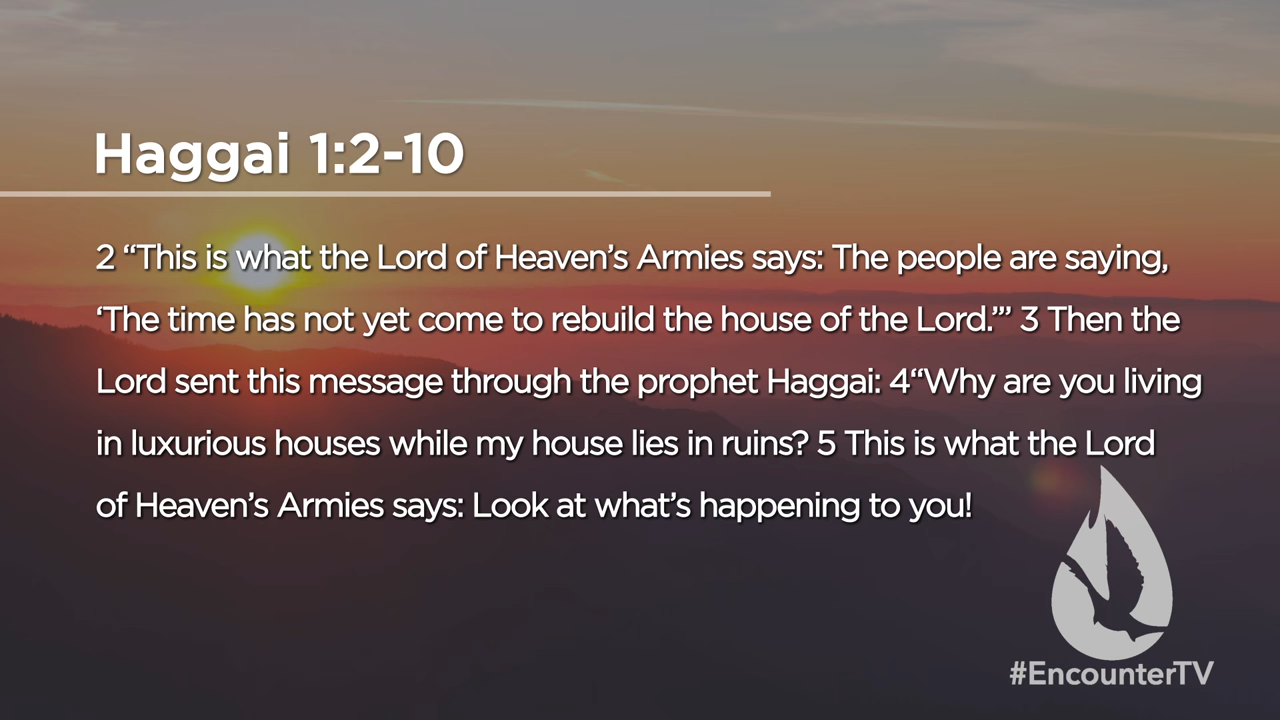 Haggai 1:2-10
2 “This is what the Lord of Heaven’s Armies says: The people are saying,
‘The time has not yet come to rebuild the house of the Lord.’” 3 Then the
Lord sent this message through the prophet Haggai: 4“Why are you living
in luxurious houses while my house lies in ruins? 5 This is what the Lord
of Heaven’s Armies says: Look at what’s happening to you!
#EncounterTV